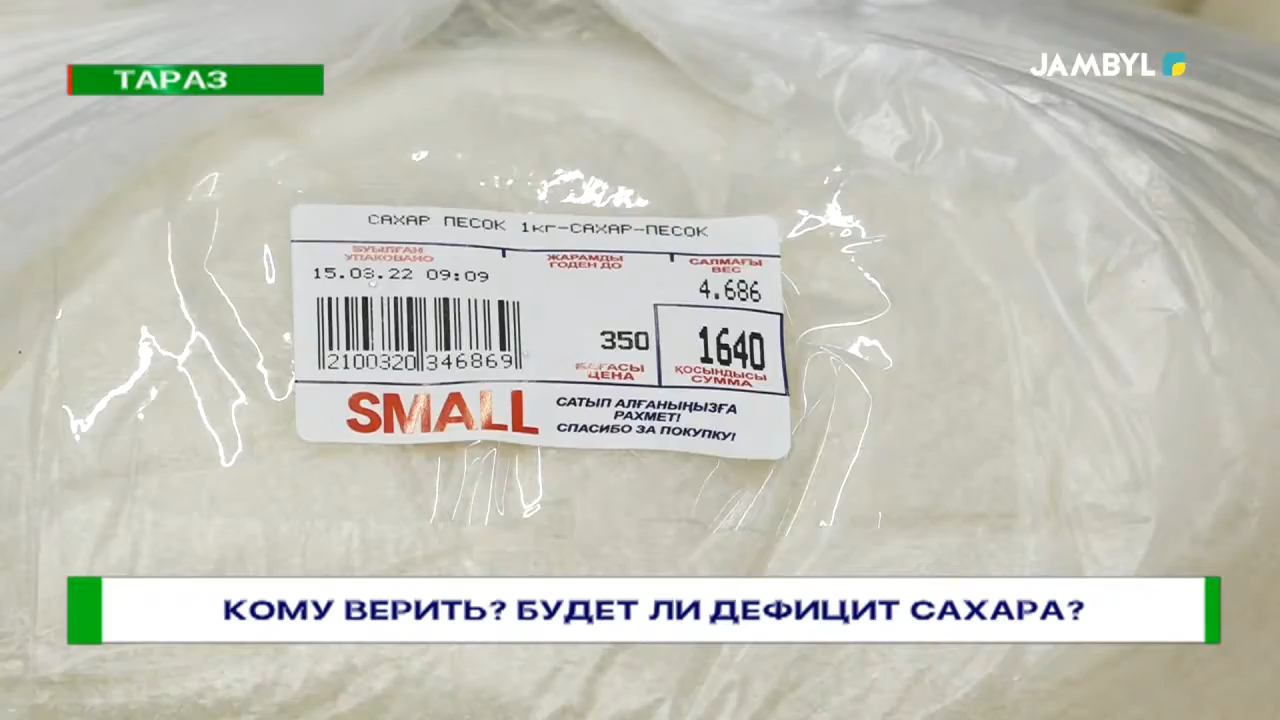 ТАРАЗ
JAMBYL
САХАР ПЕСОК 1кг-САХАР-ПЕСОК
БУЫЛҒАН
УПАКОВАНО
ЖАРАМДЫ
ГОДЕН ДО
САЛМАҒЫ
ВЕС
15.03.22 09:09
4.686
350
1640
2100320 346869
БАҒАСЫ
ЦЕНА
ҚОСЫНДЫСЫ
СУММА
SMALL
САТЫП АЛҒАНЫҢЫЗҒА
РАХМЕТ!
СПАСИБО ЗА ПОКУПКУ!
КОМУ ВЕРИТЬ? БУДЕТ ЛИ ДЕФИЦИТ САХАРА?